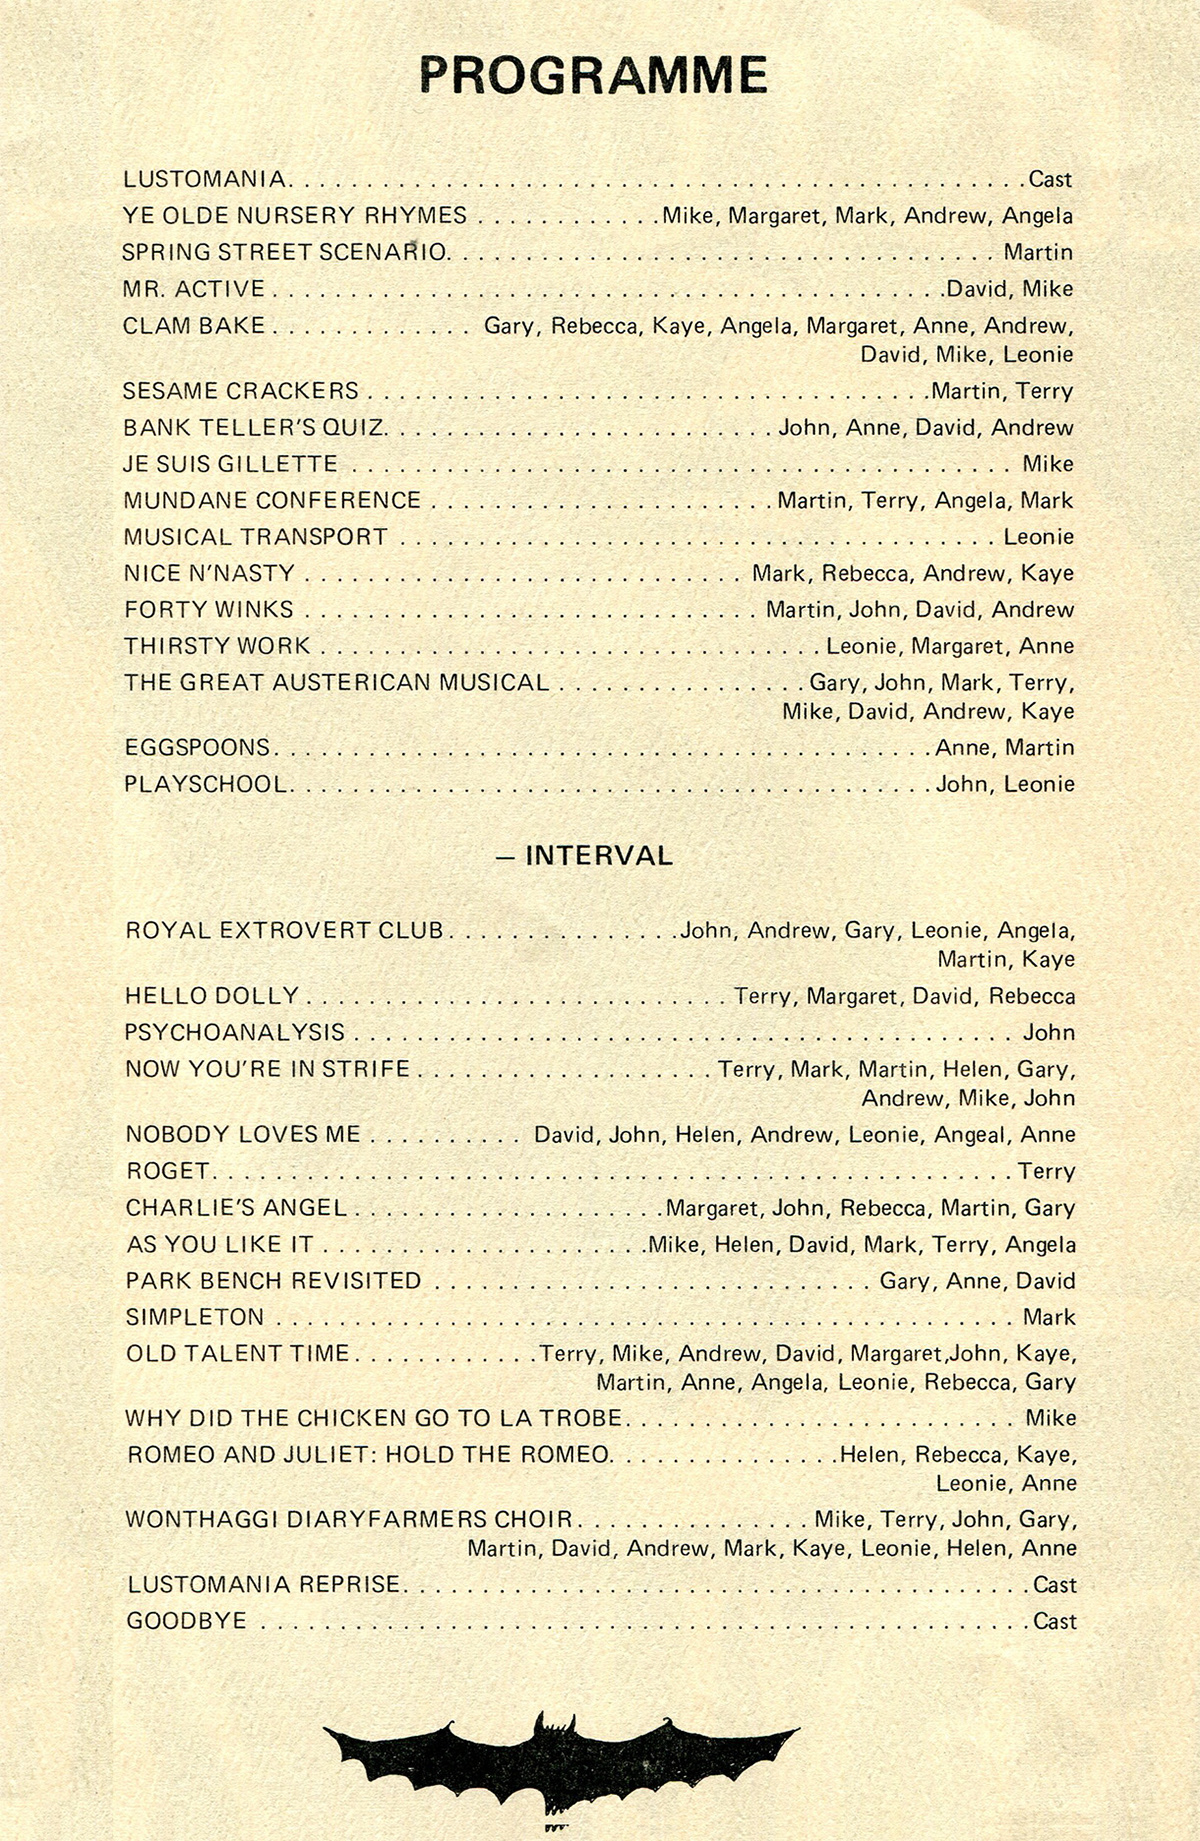 PROGRAMME
LUSTOMANIA. . . . . . . . . . . . . . . . . . . . . . . . . . . . . . . . . . . . . . . . . . . . . . . .Cast
YE OLDE NURSERY RHYMES . . . . . . . . . . . .Mike, Margaret, Mark, Andrew, Angela
SPRING STREET SCENARIO. . . . . . . . . . . . . . . . . . . . . . . . . . . . . . . . . . . . Martin
MR. ACTIVE . . . . . . . . . . . . . . . . . . . . . . . . . . . . . . . . . . . . . . . . . . . .David, Mike
CLAM BAKE . . . . . . . . . . . . . Gary, Rebecca, Kaye, Angela, Margaret, Anne, Andrew,
David, Mike, Leonie
SESAME CRACKERS . . . . . . . . . . . . . . . . . . . . . . . . . . . . . . . . . . . . .Martin, Terry
BANK TELLER'S QUIZ. . . . . . . . . . . . . . . . . . . . . . . . . . John, Anne, David, Andrew
JE SUIS GILLETTE . . . . . . . . . . . . . . . . . . . . . . . . . . . . . . . . . . . . . . . . . . . Mike
MUNDANE CONFERENCE . . . . . . . . . . . . . . . . . . . . . . Martin, Terry, Angela, Mark
MUSICAL TRANSPORT . . . . . . . . . . . . . . . . . . . . . . . . . . . . . . . . . . . . . . . Leonie
NICE N'NASTY . . . . . . . . . . . . . . . . . . . . . . . . . . . . Mark, Rebecca, Andrew, Kaye
FORTY WINKS . . . . . . . . . . . . . . . . . . . . . . . . . . . . . Martin, John, David, Andrew
THIRSTY WORK . . . . . . . . . . . . . . . . . . . . . . . . . . . . . . . . Leonie, Margaret, Anne
THE GREAT AUSTERICAN MUSICAL . . . . . . . . . . . . . . . . Gary, John, Mark, Terry,
Mike, David, Andrew, Kaye
EGGSPOONS. . . . . . . . . . . . . . . . . . . . . . . . . . . . . . . . . . . . . . . . . . .Anne, Martin
PLAYSCHOOL. . . . . . . . . . . . . . . . . . . . . . . . . . . . . . . . . . . . . . . . . . John, Leonie
– INTERVAL
ROYAL EXTROVERT CLUB. . . . . . . . . . . . . . .John, Andrew, Gary, Leonie, Angela,
Martin, Kaye
HELLO DOLLY . . . . . . . . . . . . . . . . . . . . . . . . . . . Terry, Margaret, David, Rebecca
PSYCHOANALYSIS . . . . . . . . . . . . . . . . . . . . . . . . . . . . . . . . . . . . . . . . . . . John
NOW YOU'RE IN STRIFE . . . . . . . . . . . . . . . . . . . Terry, Mark, Martin, Helen, Gary,
Andrew, Mike, John
NOBODY LOVES ME . . . . . . . . . . David, John, Helen, Andrew, Leonie, Angeal, Anne
ROGET. . . . . . . . . . . . . . . . . . . . . . . . . . . . . . . . . . . . . . . . . . . . . . . . . . . . Terry
CHARLIE'S ANGEL . . . . . . . . . . . . . . . . . . . .Margaret, John, Rebecca, Martin, Gary
AS YOU LIKE IT . . . . . . . . . . . . . . . . . . . . .Mike, Helen, David, Mark, Terry, Angela
PARK BENCH REVISITED . . . . . . . . . . . . . . . . . . . . . . . . . . . . Gary, Anne, David
SIMPLETON . . . . . . . . . . . . . . . . . . . . . . . . . . . . . . . . . . . . . . . . . . . . . . . . Mark
OLD TALENT TIME. . . . . . . . . . . .Terry, Mike, Andrew, David, Margaret,John, Kaye,
Martin, Anne, Angela, Leonie, Rebecca, Gary
WHY DID THE CHICKEN GO TO LA TROBE. . . . . . . . . . . . . . . . . . . . . . . . . . Mike
ROMEO AND JULIET: HOLD THE ROMEO. . . . . . . . . . . . . . .Helen, Rebecca, Kaye,
Leonie, Anne
WONTHAGGI DIARYFARMERS CHOIR. . . . . . . . . . . . . . . Mike, Terry, John, Gary,
Martin, David, Andrew, Mark, Kaye, Leonie, Helen, Anne
LUSTOMANIA REPRISE. . . . . . . . . . . . . . . . . . . . . . . . . . . . . . . . . . . . . . . . .Cast
GOODBYE . . . . . . . . . . . . . . . . . . . . . . . . . . . . . . . . . . . . . . . . . . . . . . . . . .Cast